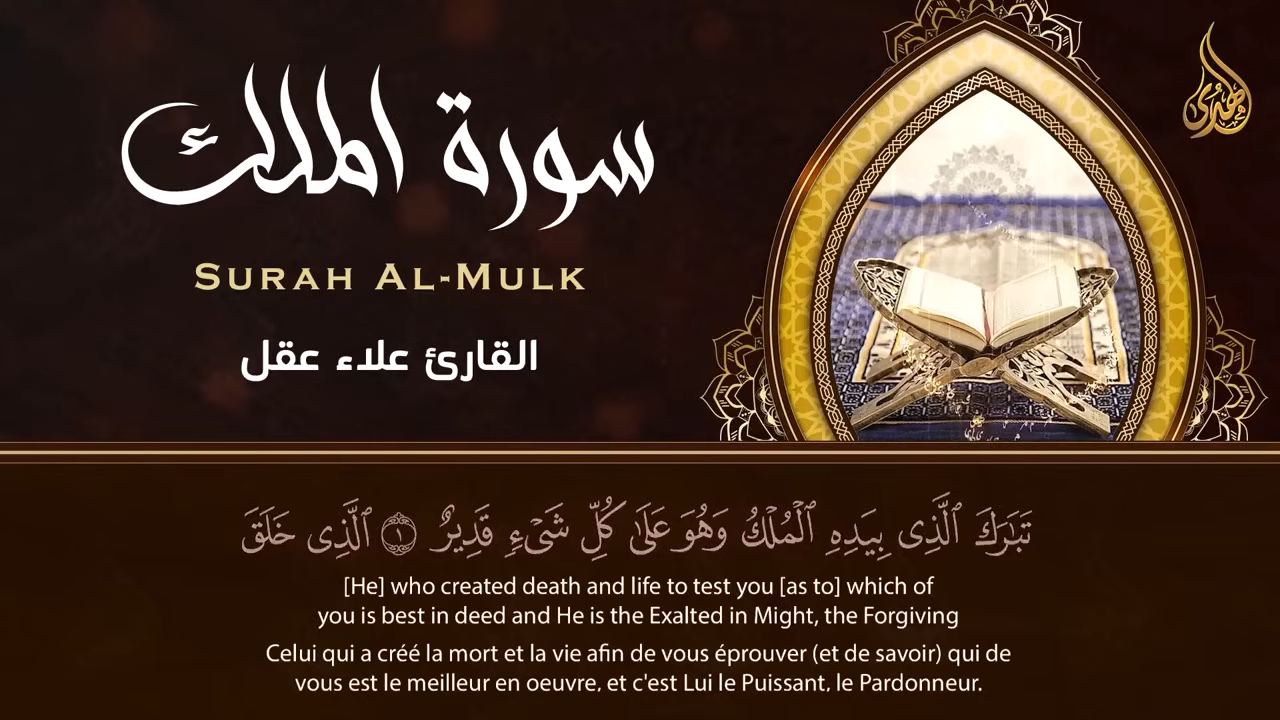 سورة الملك
SURAH AL-MULK
القارئ علاء عقل
الهدى
تَبَـٰرَكَ ٱلَّذِى بِيَدِهِ ٱلْمُلْكُ وَهُوَ عَلَىٰ كُلِّ شَىْءٍ قَدِيرٌ ١ ٱلَّذِى خَلَقَ
[He] who created death and life to test you [as to] which of
you is best in deed and He is the Exalted in Might, the Forgiving
Celui qui a créé la mort et la vie afin de vous éprouver (et de savoir) qui de
vous est le meilleur en oeuvre, et c'est Lui le Puissant, le Pardonneur.